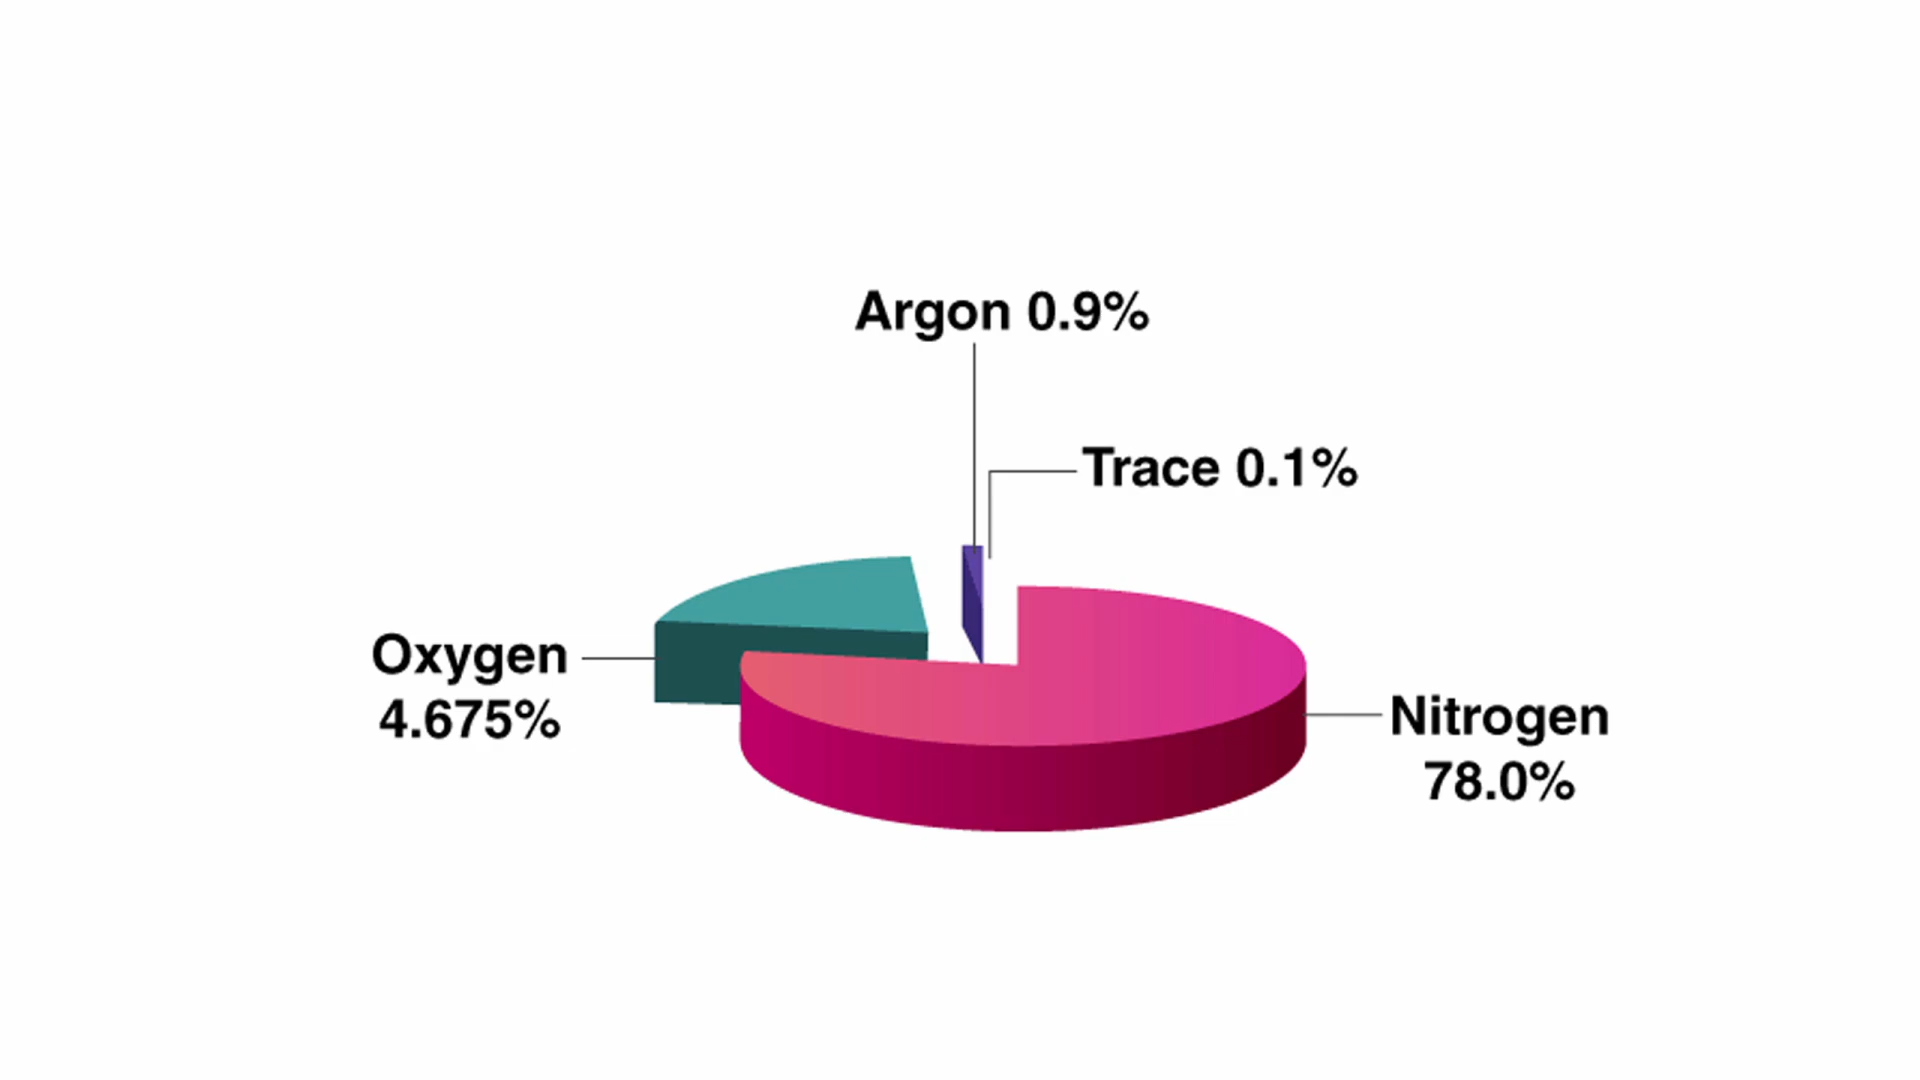 Argon 0.9%
Trace 0.1%
Oxygen
4.675%
Nitrogen
78.0%